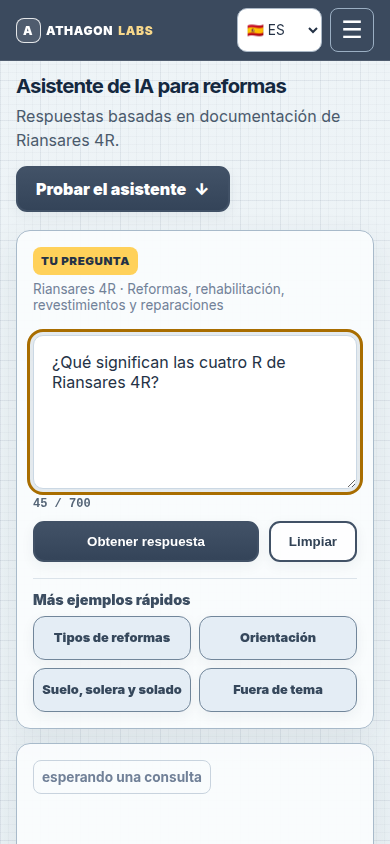 A ATHAGON LABS
🇪🇸 ES
Asistente de IA para reformas
Respuestas basadas en documentación de
Riansares 4R.
Probar el asistente ↓
TU PREGUNTA
Riansares 4R · Reformas, rehabilitación,
revestimientos y reparaciones
¿Qué significan las cuatro R de
Riansares 4R?
45 / 700
Obtener respuesta
Limpiar
Más ejemplos rápidos
Tipos de reformas
Orientación
Suelo, solera y solado
Fuera de tema
esperando una consulta